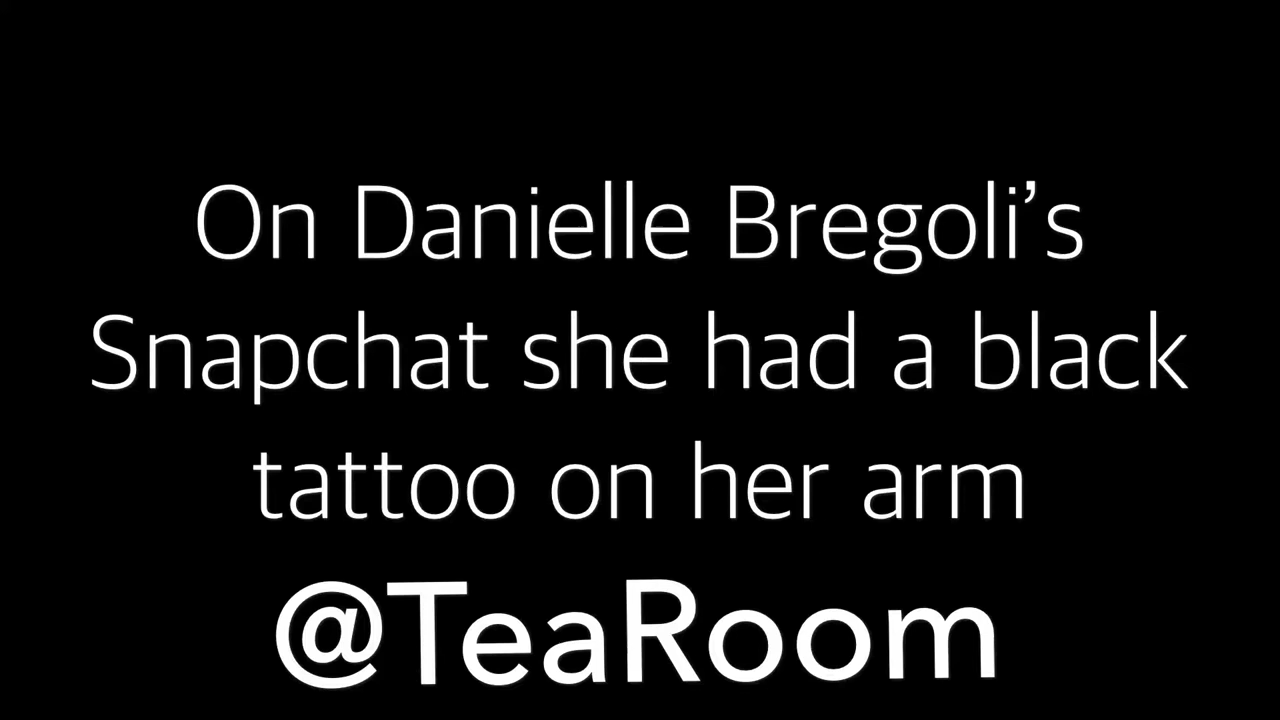 On Danielle Bregoli’s
Snapchat she had a black
tattoo on her arm
@TeaRoom